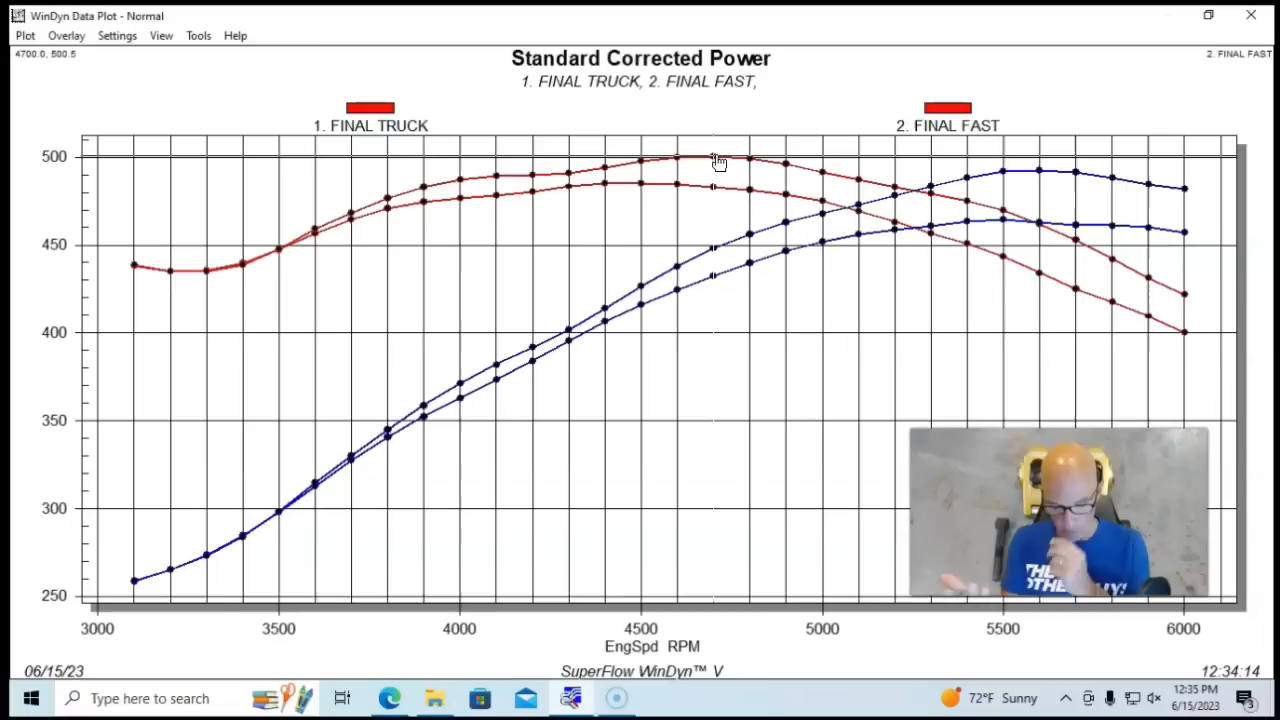 WinDyn Data Plot - Normal
Plot Overlay Settings View Tools Help
4700.0, 500.5
2. FINAL FAST
Standard Corrected Power
1. FINAL TRUCK, 2. FINAL FAST,
1. FINAL TRUCK
2. FINAL FAST
500
450
400
350
300
250
3000 3500 4000 4500 5000 5500 6000
EngSpd RPM
06/15/23
SuperFlow WinDyn™ V
12:34:14
Type here to search
72°F Sunny
12:35 PM
6/15/2023
3